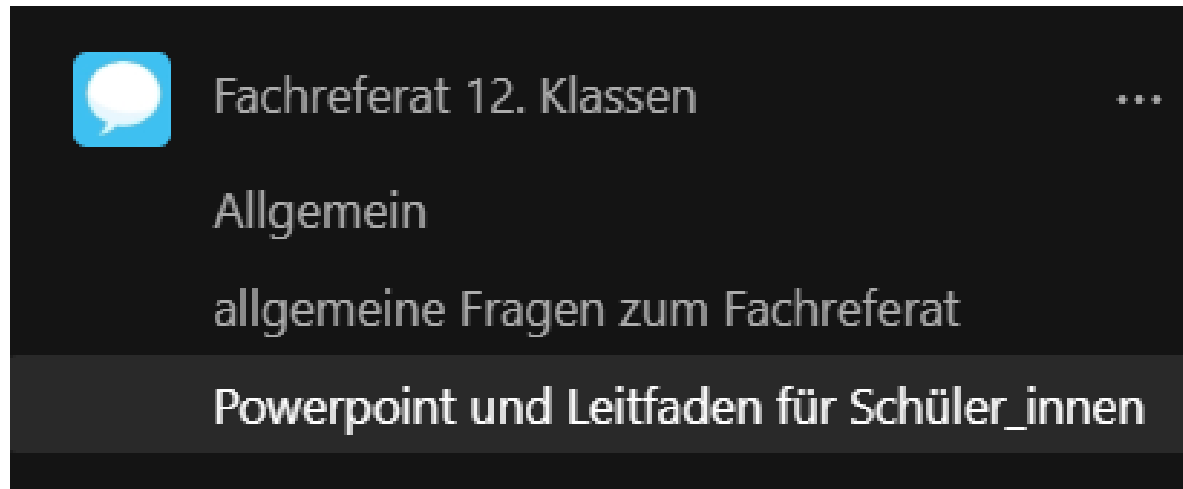 Fachreferat 12. Klassen
Allgemein
allgemeine Fragen zum Fachreferat
Powerpoint und Leitfaden für Schüler_innen